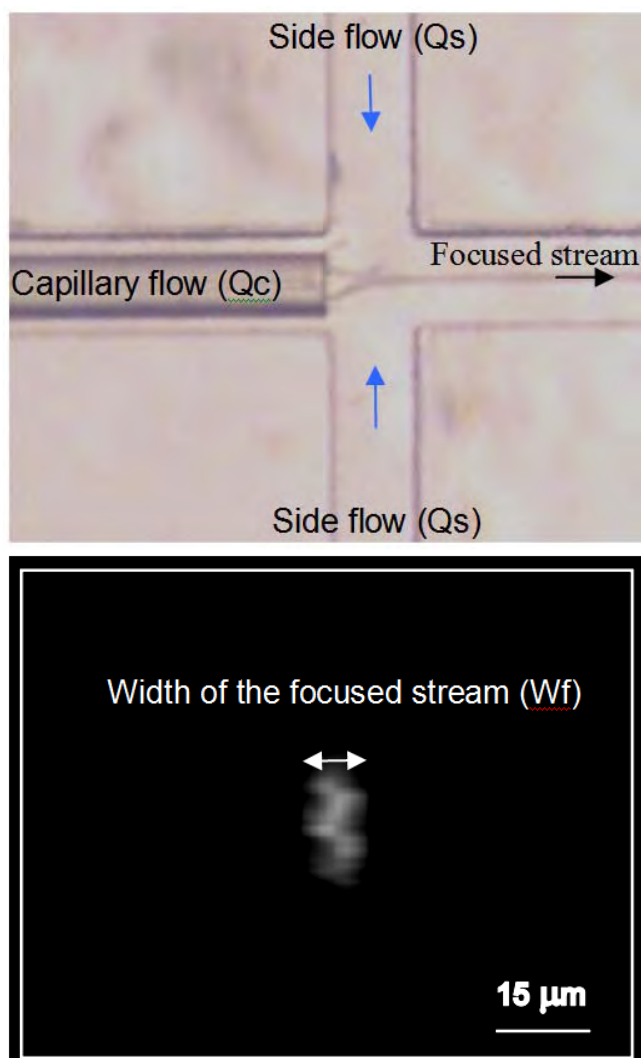 Side flow (Qs)
Focused stream
Capillary flow (Qc)
Side flow (Qs)
Width of the focused stream (Wf)
15 µm